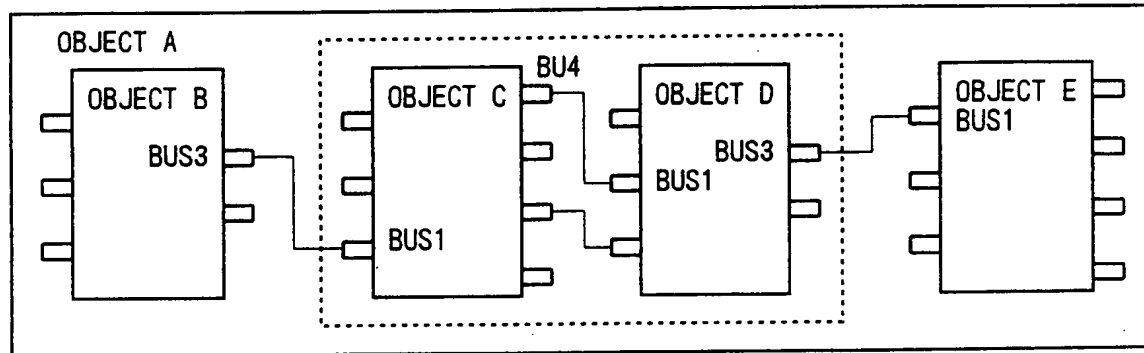 OBJECT A
OBJECT B
BUS3
OBJECT C
BU4
BUS1
OBJECT D
BUS3
BUS1
OBJECT E
BUS1